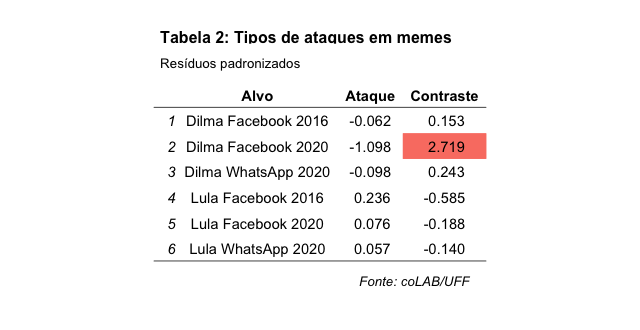 Tabela 2: Tipos de ataques em memes
Resíduos padronizados
Alvo Ataque Contraste
1 Dilma Facebook 2016 -0.062 0.153
2 Dilma Facebook 2020 -1.098 2.719
3 Dilma WhatsApp 2020 -0.098 0.243
4 Lula Facebook 2016 0.236 -0.585
5 Lula Facebook 2020 0.076 -0.188
6 Lula WhatsApp 2020 0.057 -0.140
Fonte: coLAB/UFF